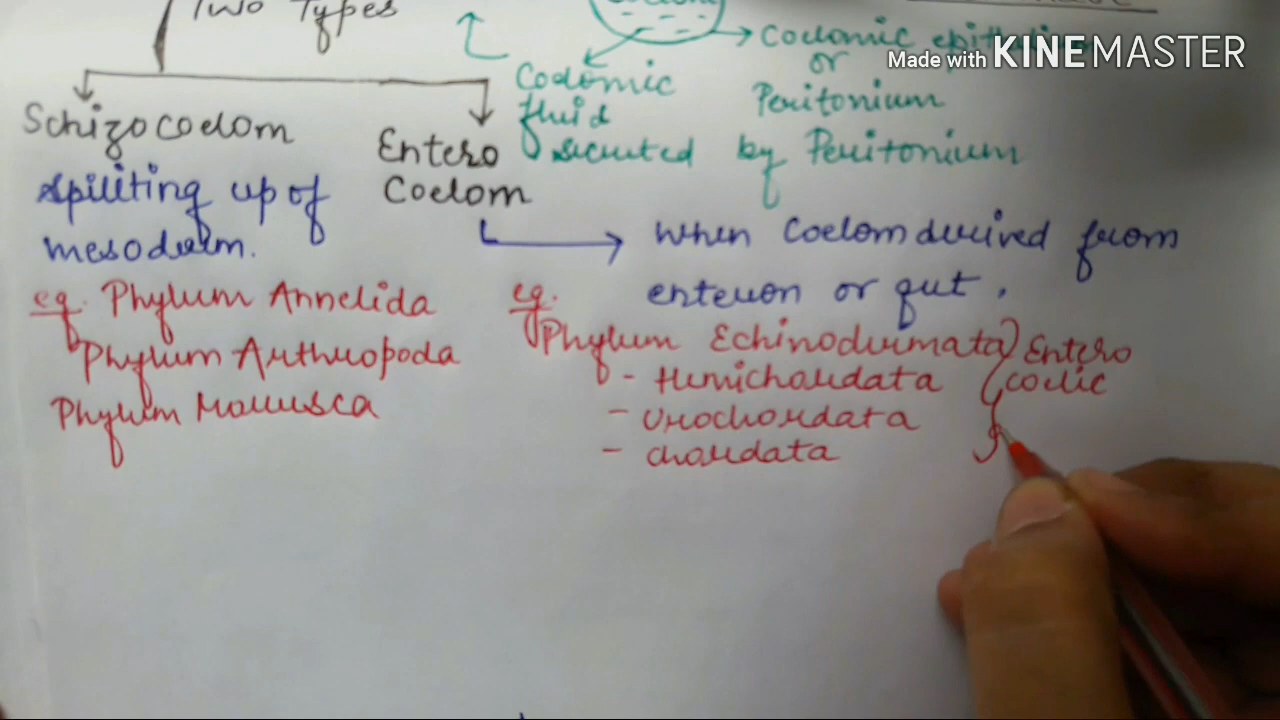 Two Types
Coelomic epithelium
or
Peritonium
Coelomic
fluid
secreted by Peritonium
Made with KINEMASTER
Schizocoelom
Entero
Coelom
spiliting up of
mesoderm.
When Coelom derived from
enteron or gut.
eg. Phylum Annelida
Phylum Arthropoda
Phylum Mollusca
eg.
Phylum Echinodermata
- Hemichordata
- Urochordata
- chordata
Entero
coelic